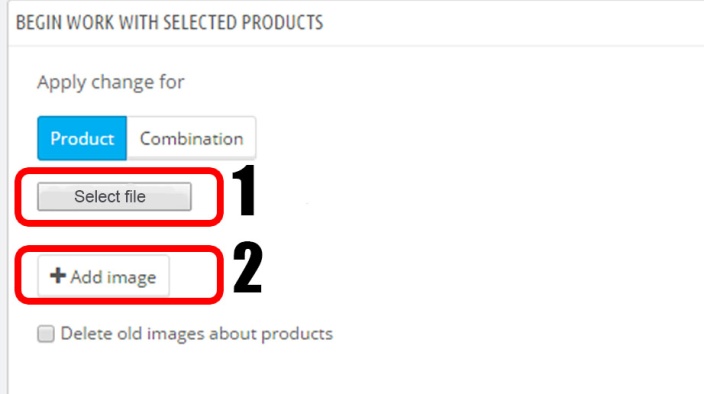 BEGIN WORK WITH SELECTED PRODUCTS
Apply change for
Product Combination
Select file 1
+ Add image 2
Delete old images about products